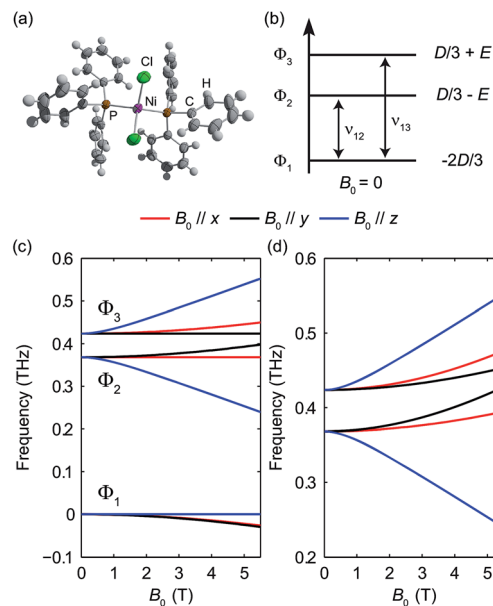 (a)
Cl
H
Ni
C
P
(b)
Φ3 D/3 + E
Φ2 D/3 - E
ν12 ν13
Φ1 -2D/3
B0 = 0
B0 // x B0 // y B0 // z
(c)
0.6
0.5
0.4
0.3
0.2
0.1
0
−0.1
Frequency (THz)
Φ3
Φ2
Φ1
0 1 2 3 4 5
B0 (T)
(d)
0.6
0.5
0.4
0.3
0.2
Frequency (THz)
0 1 2 3 4 5
B0 (T)